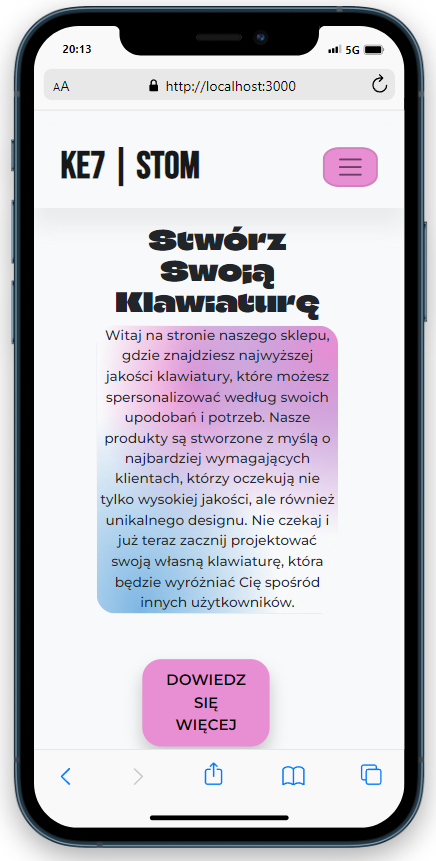 20:13
5G
AA
http://localhost:3000
KE7 | STOM
Stwórz
Swoją
Klawiaturę
Witaj na stronie naszego sklepu,
gdzie znajdziesz najwyższej
jakości klawiatury, które możesz
spersonalizować według swoich
upodobań i potrzeb. Nasze
produkty są stworzone z myślą o
najbardziej wymagających
klientach, którzy oczekują nie
tylko wysokiej jakości, ale również
unikalnego designu. Nie czekaj i
już teraz zacznij projektować
swoją własną klawiaturę, która
będzie wyróżniać Cię spośród
innych użytkowników.
DOWIEDZ
SIĘ
WIĘCEJ